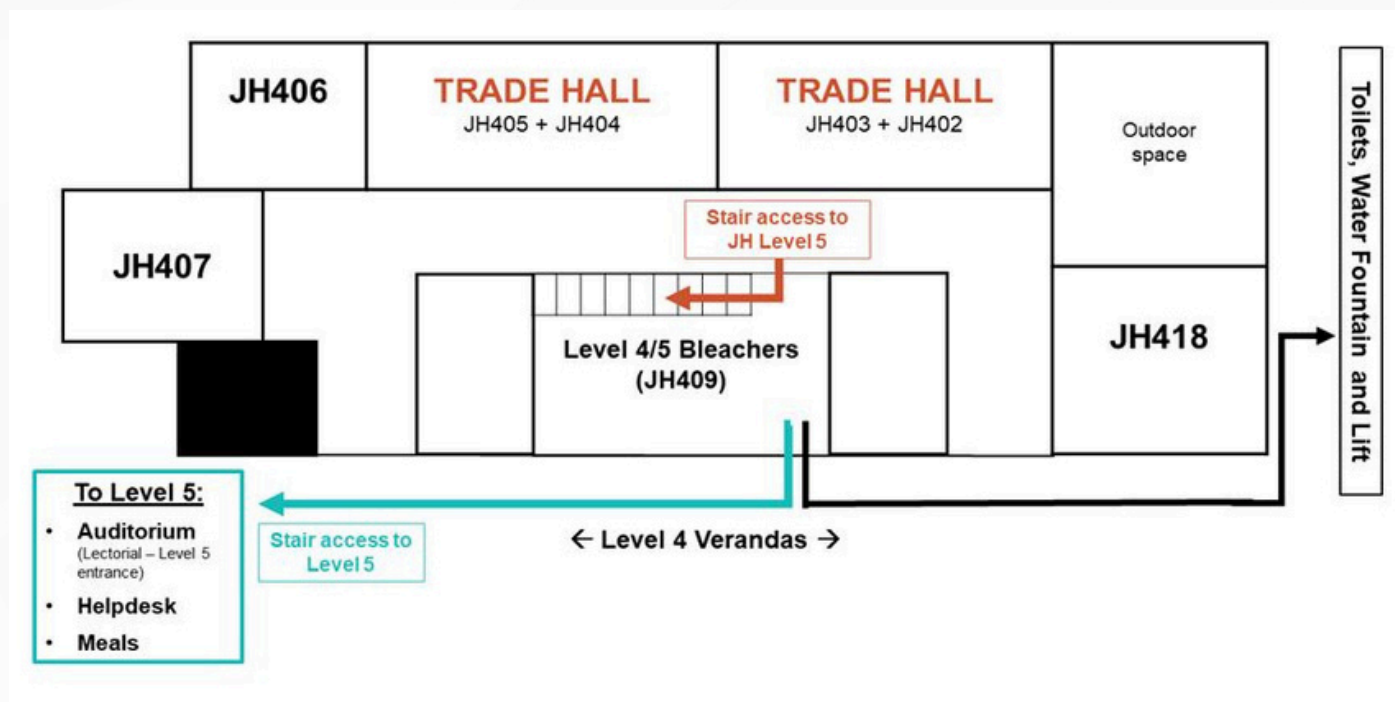 JH406
TRADE HALL
JH405 + JH404
TRADE HALL
JH403 + JH402
Outdoor
space
Toilets, Water Fountain and Lift
JH407
Stair access to
JH Level 5
Level 4/5 Bleachers
(JH409)
JH418
To Level 5:
• Auditorium
(Lectorial – Level 5
entrance)
• Helpdesk
• Meals
Stair access to
Level 5
← Level 4 Verandas →